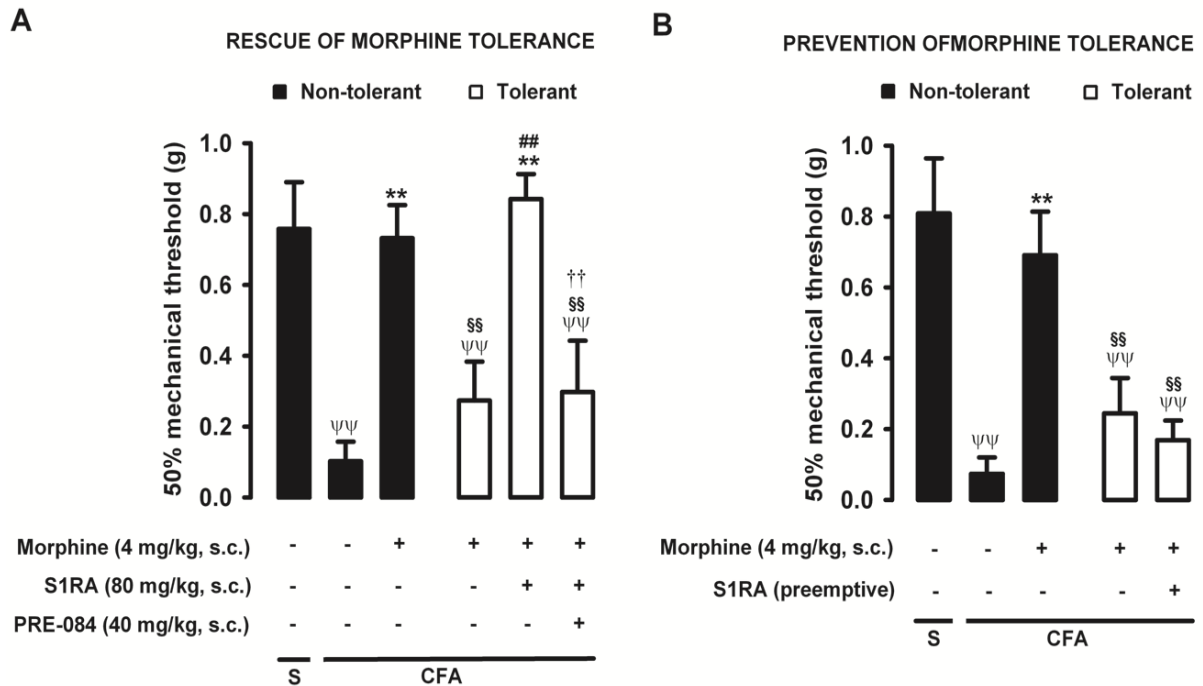 A
RESCUE OF MORPHINE TOLERANCE
Non-tolerant Tolerant
50% mechanical threshold (g)
1.0
0.8
0.6
0.4
0.2
0.0
ψψ
**
§§
ψψ
##
**
††
§§
ψψ
Morphine (4 mg/kg, s.c.) - - + + + +
S1RA (80 mg/kg, s.c.) - - - - + +
PRE-084 (40 mg/kg, s.c.) - - - - - +
S CFA
B
PREVENTION OFMORPHINE TOLERANCE
Non-tolerant Tolerant
50% mechanical threshold (g)
1.0
0.8
0.6
0.4
0.2
0.0
ψψ
**
§§
ψψ
§§
ψψ
Morphine (4 mg/kg, s.c.) - - + + +
S1RA (preemptive) - - - - +
S CFA